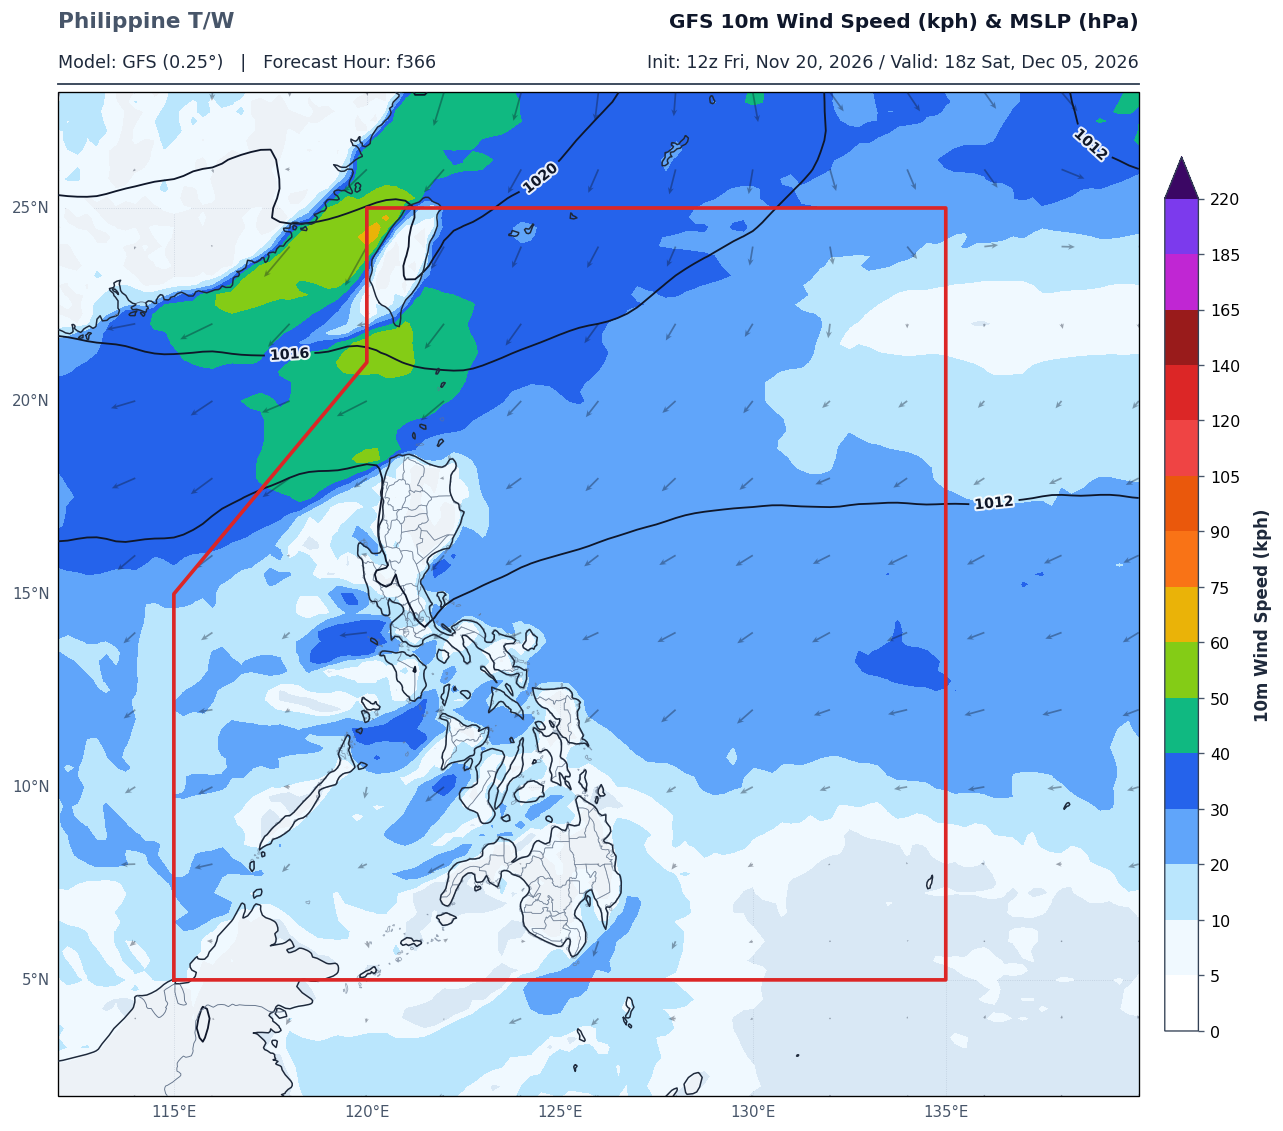 Philippine T/W
GFS 10m Wind Speed (kph) & MSLP (hPa)
Model: GFS (0.25°) | Forecast Hour: f366
Init: 12z Fri, Nov 20, 2026 / Valid: 18z Sat, Dec 05, 2026
1020
1012
1016
1012
25°N
20°N
15°N
10°N
5°N
115°E
120°E
125°E
130°E
135°E
220
185
165
140
120
105
90
75
60
50
40
30
20
10
5
0
10m Wind Speed (kph)